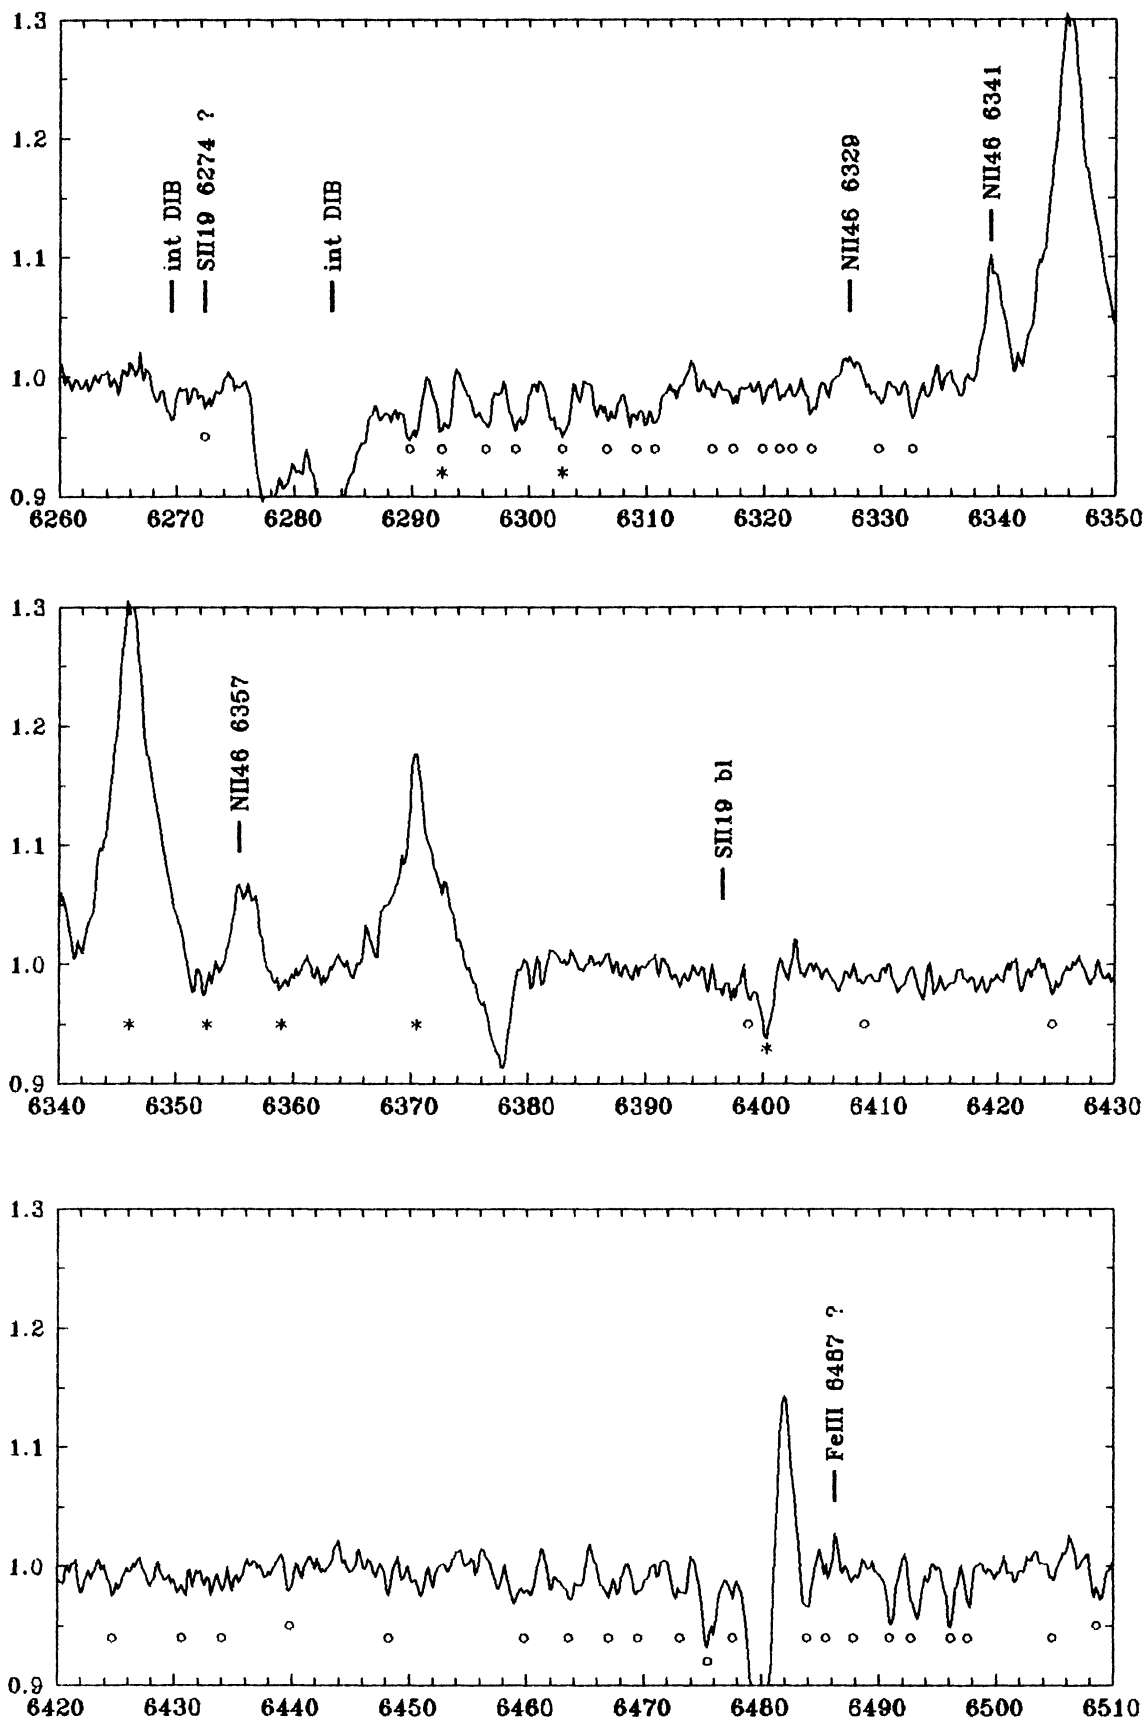 1.3
1.2
1.1
1.0
0.9
int DIB
SII19 6274 ?
int DIB
NII46 6329
NII46 6341
6260 6270 6280 6290 6300 6310 6320 6330 6340 6350
1.3
1.2
1.1
1.0
0.9
NII46 6357
SII19 bl
6340 6350 6360 6370 6380 6390 6400 6410 6420 6430
1.3
1.2
1.1
1.0
0.9
FeIII 6487 ?
6420 6430 6440 6450 6460 6470 6480 6490 6500 6510